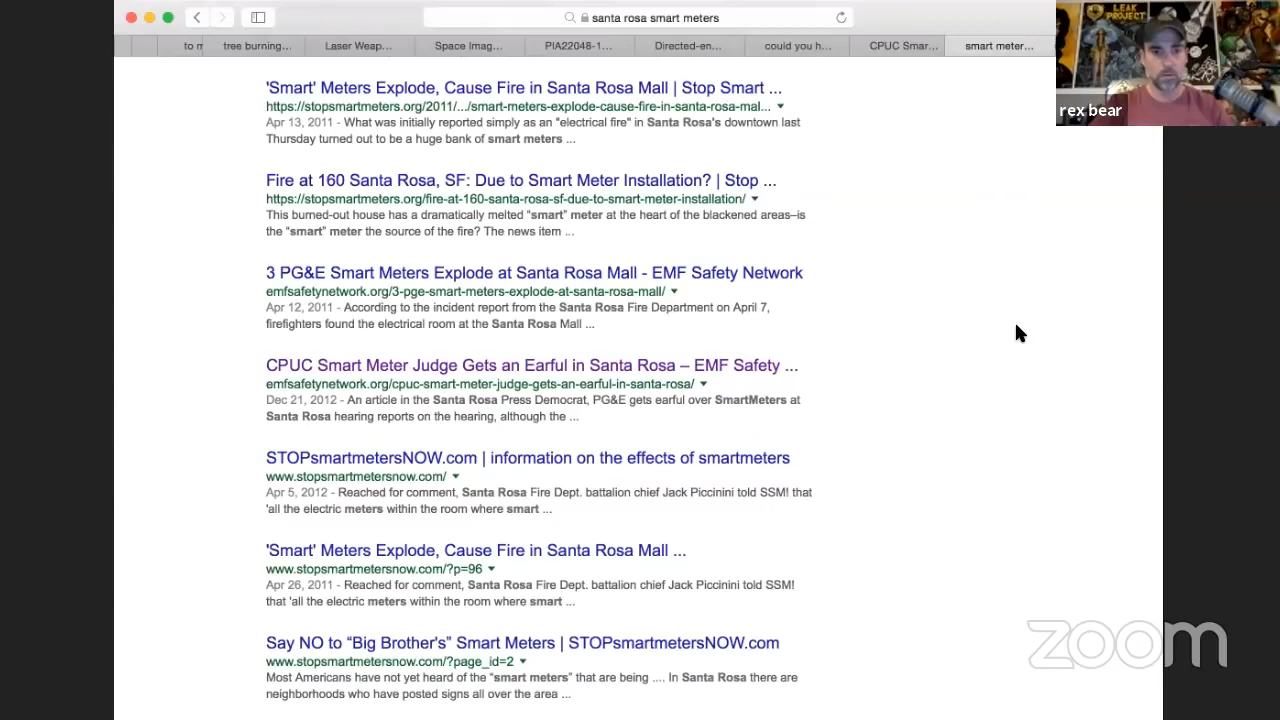 santa rosa smart meters
to m
tree burning...
Laser Weap...
Space Imag...
PIA22048-1...
Directed-en...
could you h...
CPUC Smar...
smart meter...
LEAK PROJECT
rex bear
'Smart' Meters Explode, Cause Fire in Santa Rosa Mall | Stop Smart ...
https://stopsmartmeters.org/2011/.../smart-meters-explode-cause-fire-in-santa-rosa-mal...
Apr 13, 2011 - What was initially reported simply as an "electrical fire" in Santa Rosa's downtown last
Thursday turned out to be a huge bank of smart meters ...
Fire at 160 Santa Rosa, SF: Due to Smart Meter Installation? | Stop ...
https://stopsmartmeters.org/fire-at-160-santa-rosa-sf-due-to-smart-meter-installation/
This burned-out house has a dramatically melted “smart” meter at the heart of the blackened areas–is
the “smart” meter the source of the fire? The news item ...
3 PG&E Smart Meters Explode at Santa Rosa Mall - EMF Safety Network
emfsafetynetwork.org/3-pge-smart-meters-explode-at-santa-rosa-mall/
Apr 12, 2011 - According to the incident report from the Santa Rosa Fire Department on April 7,
firefighters found the electrical room at the Santa Rosa Mall ...
CPUC Smart Meter Judge Gets an Earful in Santa Rosa – EMF Safety ...
emfsafetynetwork.org/cpuc-smart-meter-judge-gets-an-earful-in-santa-rosa/
Dec 21, 2012 - An article in the Santa Rosa Press Democrat, PG&E gets earful over SmartMeters at
Santa Rosa hearing reports on the hearing, although the ...
STOPsmartmetersNOW.com | information on the effects of smartmeters
www.stopsmartmetersnow.com/
Apr 5, 2012 - Reached for comment, Santa Rosa Fire Dept. battalion chief Jack Piccinini told SSM! that
'all the electric meters within the room where smart ...
'Smart' Meters Explode, Cause Fire in Santa Rosa Mall ...
www.stopsmartmetersnow.com/?p=96
Apr 26, 2011 - Reached for comment, Santa Rosa Fire Dept. battalion chief Jack Piccinini told SSM!
that 'all the electric meters within the room where smart ...
Say NO to “Big Brother's” Smart Meters | STOPsmartmetersNOW.com
www.stopsmartmetersnow.com/?page_id=2
Most Americans have not yet heard of the “smart meters” that are being .... In Santa Rosa there are
neighborhoods who have posted signs all over the area ...
zoom